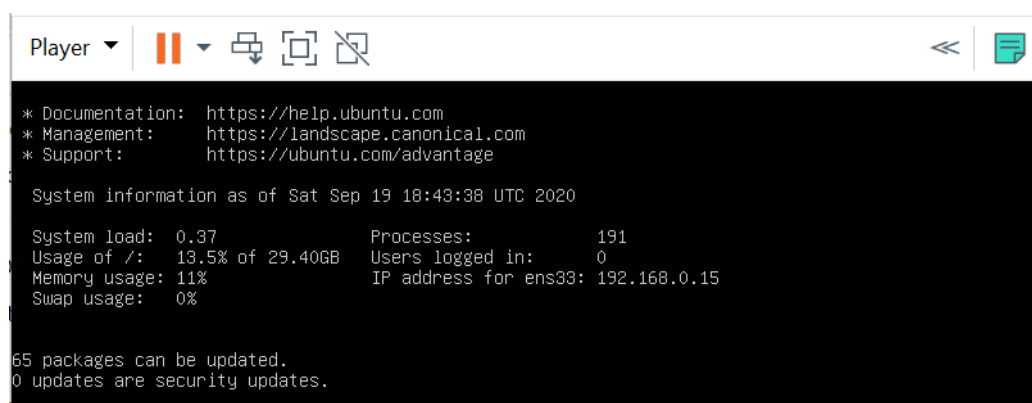 Player
* Documentation:  https://help.ubuntu.com
* Management:     https://landscape.canonical.com
* Support:        https://ubuntu.com/advantage
System information as of Sat Sep 19 18:43:38 UTC 2020
System load:  0.37               Processes:            191
Usage of /:   13.5% of 29.40GB   Users logged in:      0
Memory usage: 11%                IP address for ens33: 192.168.0.15
Swap usage:   0%
65 packages can be updated.
0 updates are security updates.